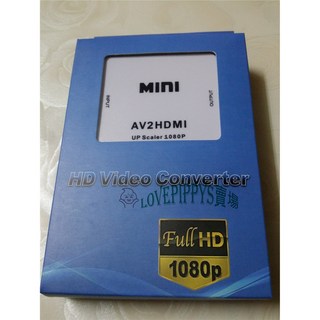 MINI
INPUT
OUTPUT
AV2HDMI
UP Scaler 1080P
HD Video Converter
LOVEPIPPYS賣場
Full HD
1080p